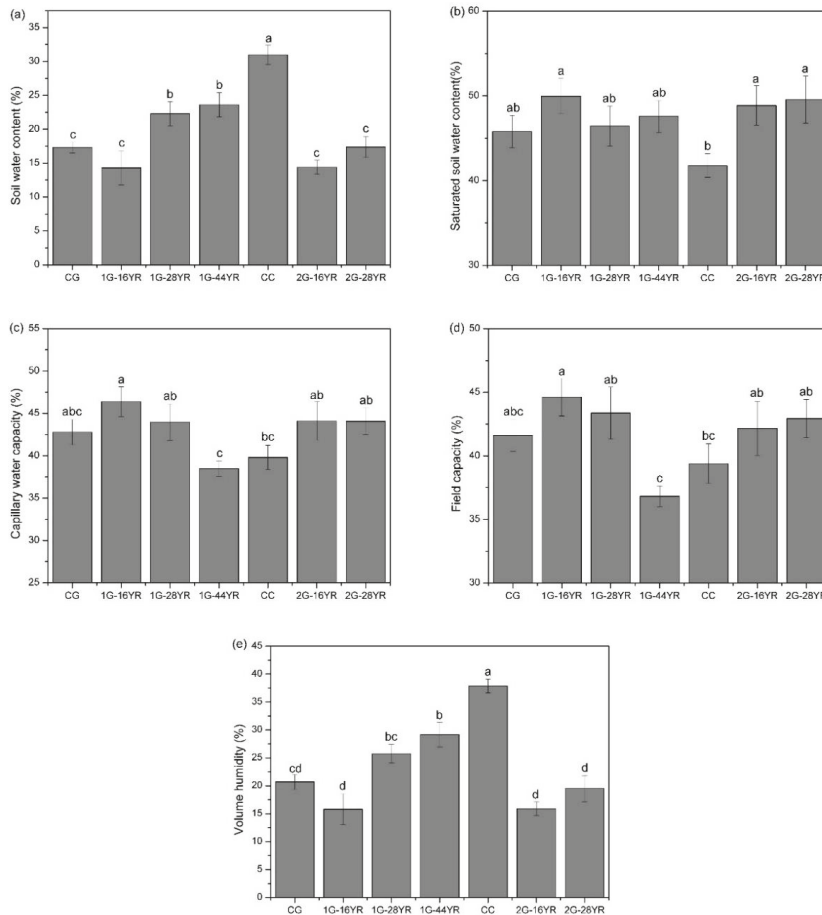 (a)
Soil water content (%)
35
30
25
20
15
10
5
0
c
c
b
b
a
c
c
CG 1G-16YR 1G-28YR 1G-44YR CC 2G-16YR 2G-28YR
(b)
Saturated soil water content(%)
60
50
40
30
ab
a
ab
ab
b
a
a
CG 1G-16YR 1G-28YR 1G-44YR CC 2G-16YR 2G-28YR
(c)
Capillary water capacity (%)
55
50
45
40
35
30
25
abc
a
ab
c
bc
ab
ab
CG 1G-16YR 1G-28YR 1G-44YR CC 2G-16YR 2G-28YR
(d)
Field capacity (%)
50
45
40
35
30
abc
a
ab
c
bc
ab
ab
CG 1G-16YR 1G-28YR 1G-44YR CC 2G-16YR 2G-28YR
(e)
Volume humidity (%)
45
40
35
30
25
20
15
10
5
0
cd
d
bc
b
a
d
d
CG 1G-16YR 1G-28YR 1G-44YR CC 2G-16YR 2G-28YR